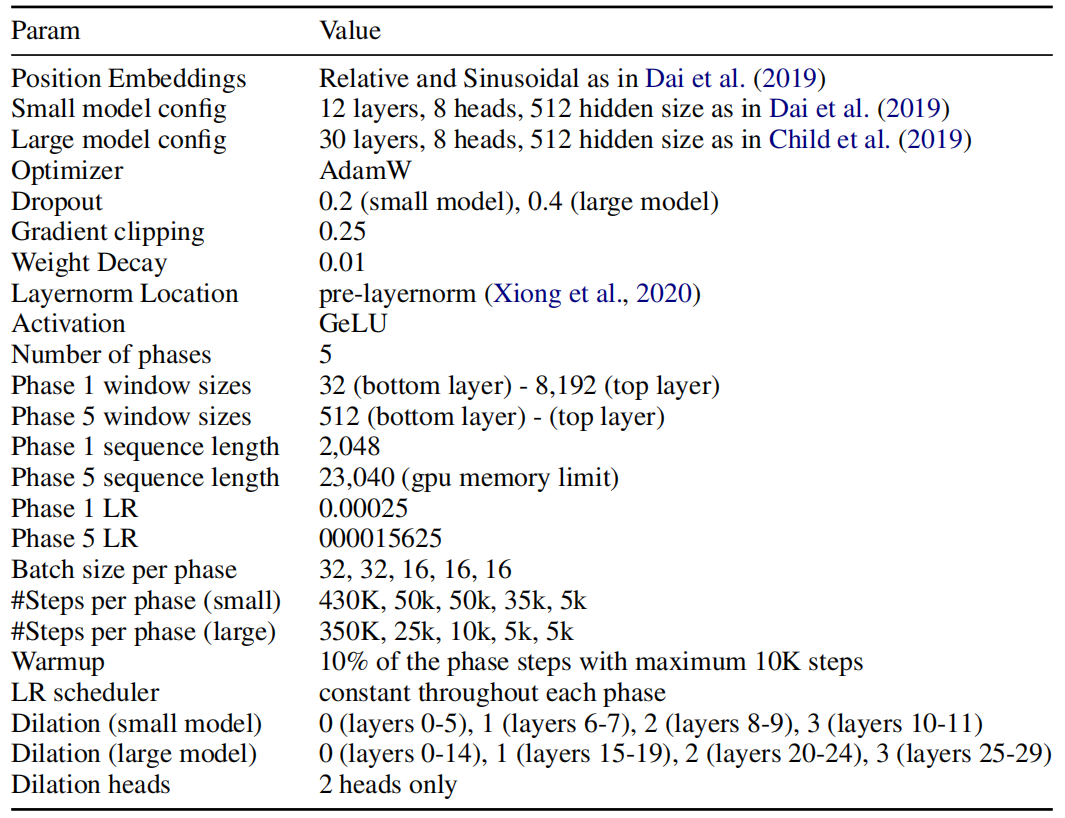 Param Value
Position Embeddings Relative and Sinusoidal as in Dai et al. (2019)
Small model config 12 layers, 8 heads, 512 hidden size as in Dai et al. (2019)
Large model config 30 layers, 8 heads, 512 hidden size as in Child et al. (2019)
Optimizer AdamW
Dropout 0.2 (small model), 0.4 (large model)
Gradient clipping 0.25
Weight Decay 0.01
Layernorm Location pre-layernorm (Xiong et al., 2020)
Activation GeLU
Number of phases 5
Phase 1 window sizes 32 (bottom layer) - 8,192 (top layer)
Phase 5 window sizes 512 (bottom layer) - (top layer)
Phase 1 sequence length 2,048
Phase 5 sequence length 23,040 (gpu memory limit)
Phase 1 LR 0.00025
Phase 5 LR 000015625
Batch size per phase 32, 32, 16, 16, 16
#Steps per phase (small) 430K, 50k, 50k, 35k, 5k
#Steps per phase (large) 350K, 25k, 10k, 5k, 5k
Warmup 10% of the phase steps with maximum 10K steps
LR scheduler constant throughout each phase
Dilation (small model) 0 (layers 0-5), 1 (layers 6-7), 2 (layers 8-9), 3 (layers 10-11)
Dilation (large model) 0 (layers 0-14), 1 (layers 15-19), 2 (layers 20-24), 3 (layers 25-29)
Dilation heads 2 heads only